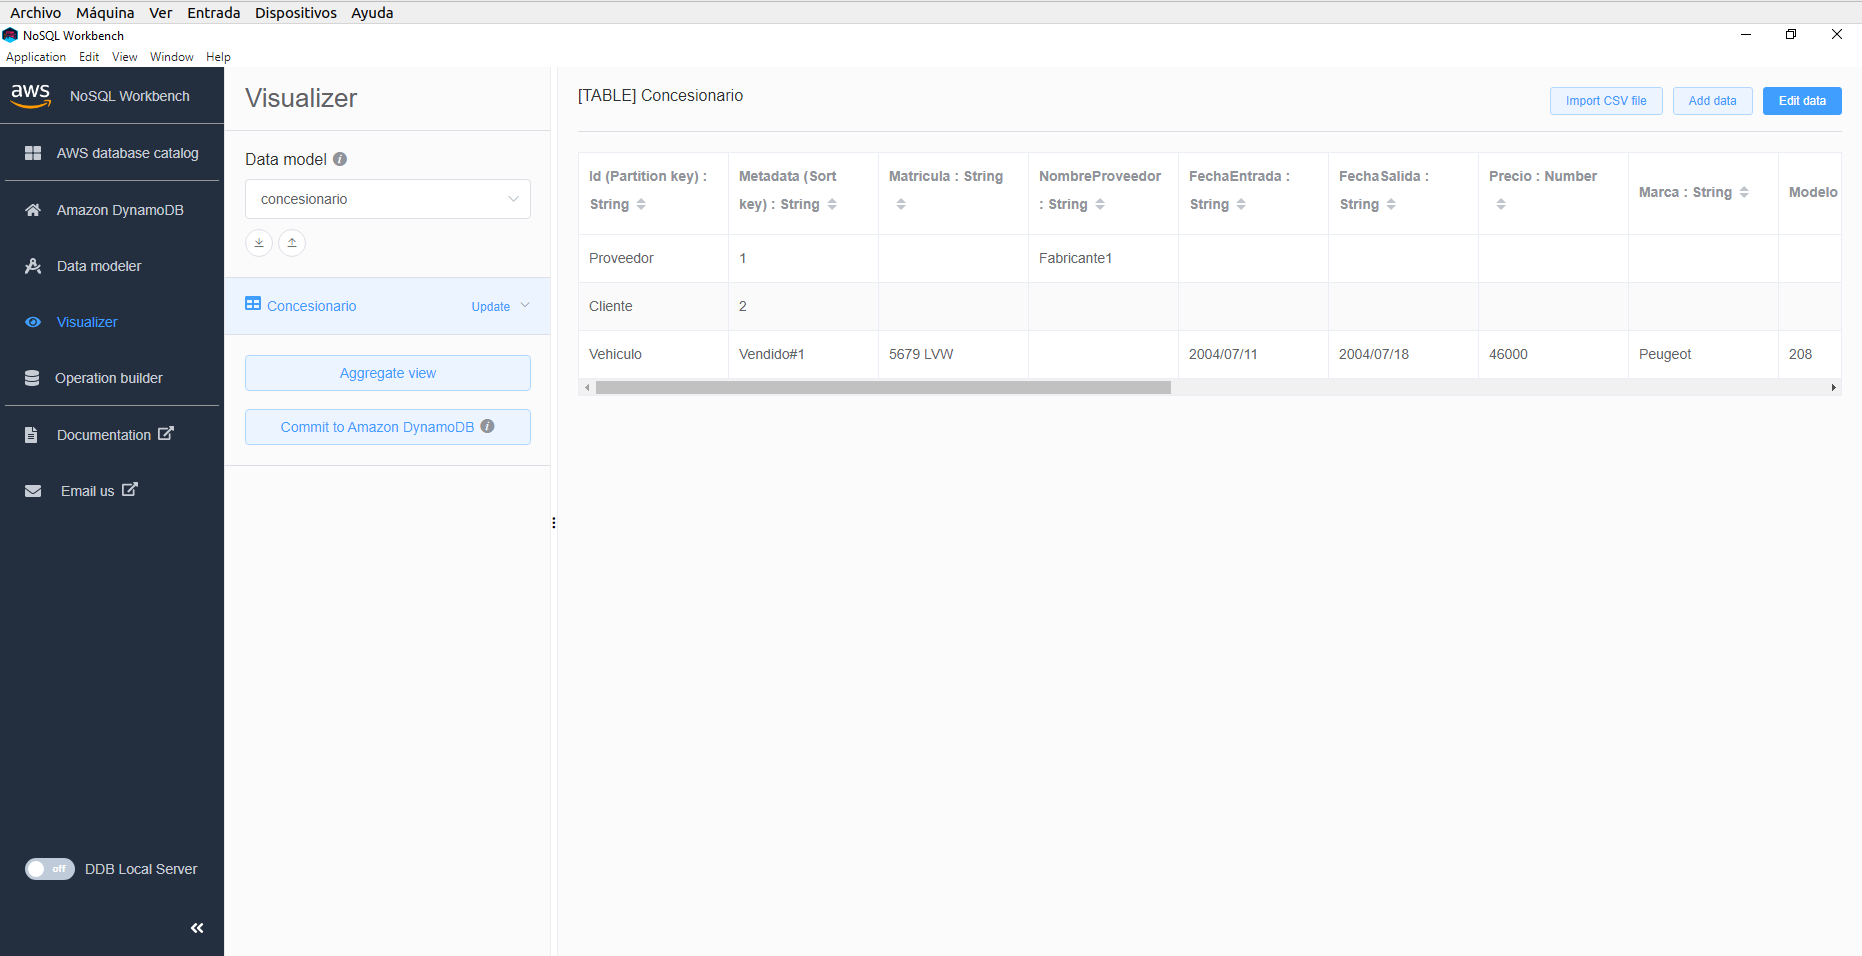 Archivo Máquina Ver Entrada Dispositivos Ayuda
NoSQL Workbench
Application Edit View Window Help
aws NoSQL Workbench
AWS database catalog
Amazon DynamoDB
Data modeler
Visualizer
Operation builder
Documentation
Email us
off DDB Local Server
Visualizer
Data model i
concesionario
Concesionario Update
Aggregate view
Commit to Amazon DynamoDB i
[TABLE] Concesionario
Import CSV file Add data Edit data
Id (Partition key) : Metadata (Sort Matricula : String NombreProveedor FechaEntrada : FechaSalida : Precio : Number
Marca : String Modelo
String key) : String : String String String
Proveedor 1 Fabricante1
Cliente 2
Vehiculo Vendido#1 5679 LVW 2004/07/11 2004/07/18 46000 Peugeot 208